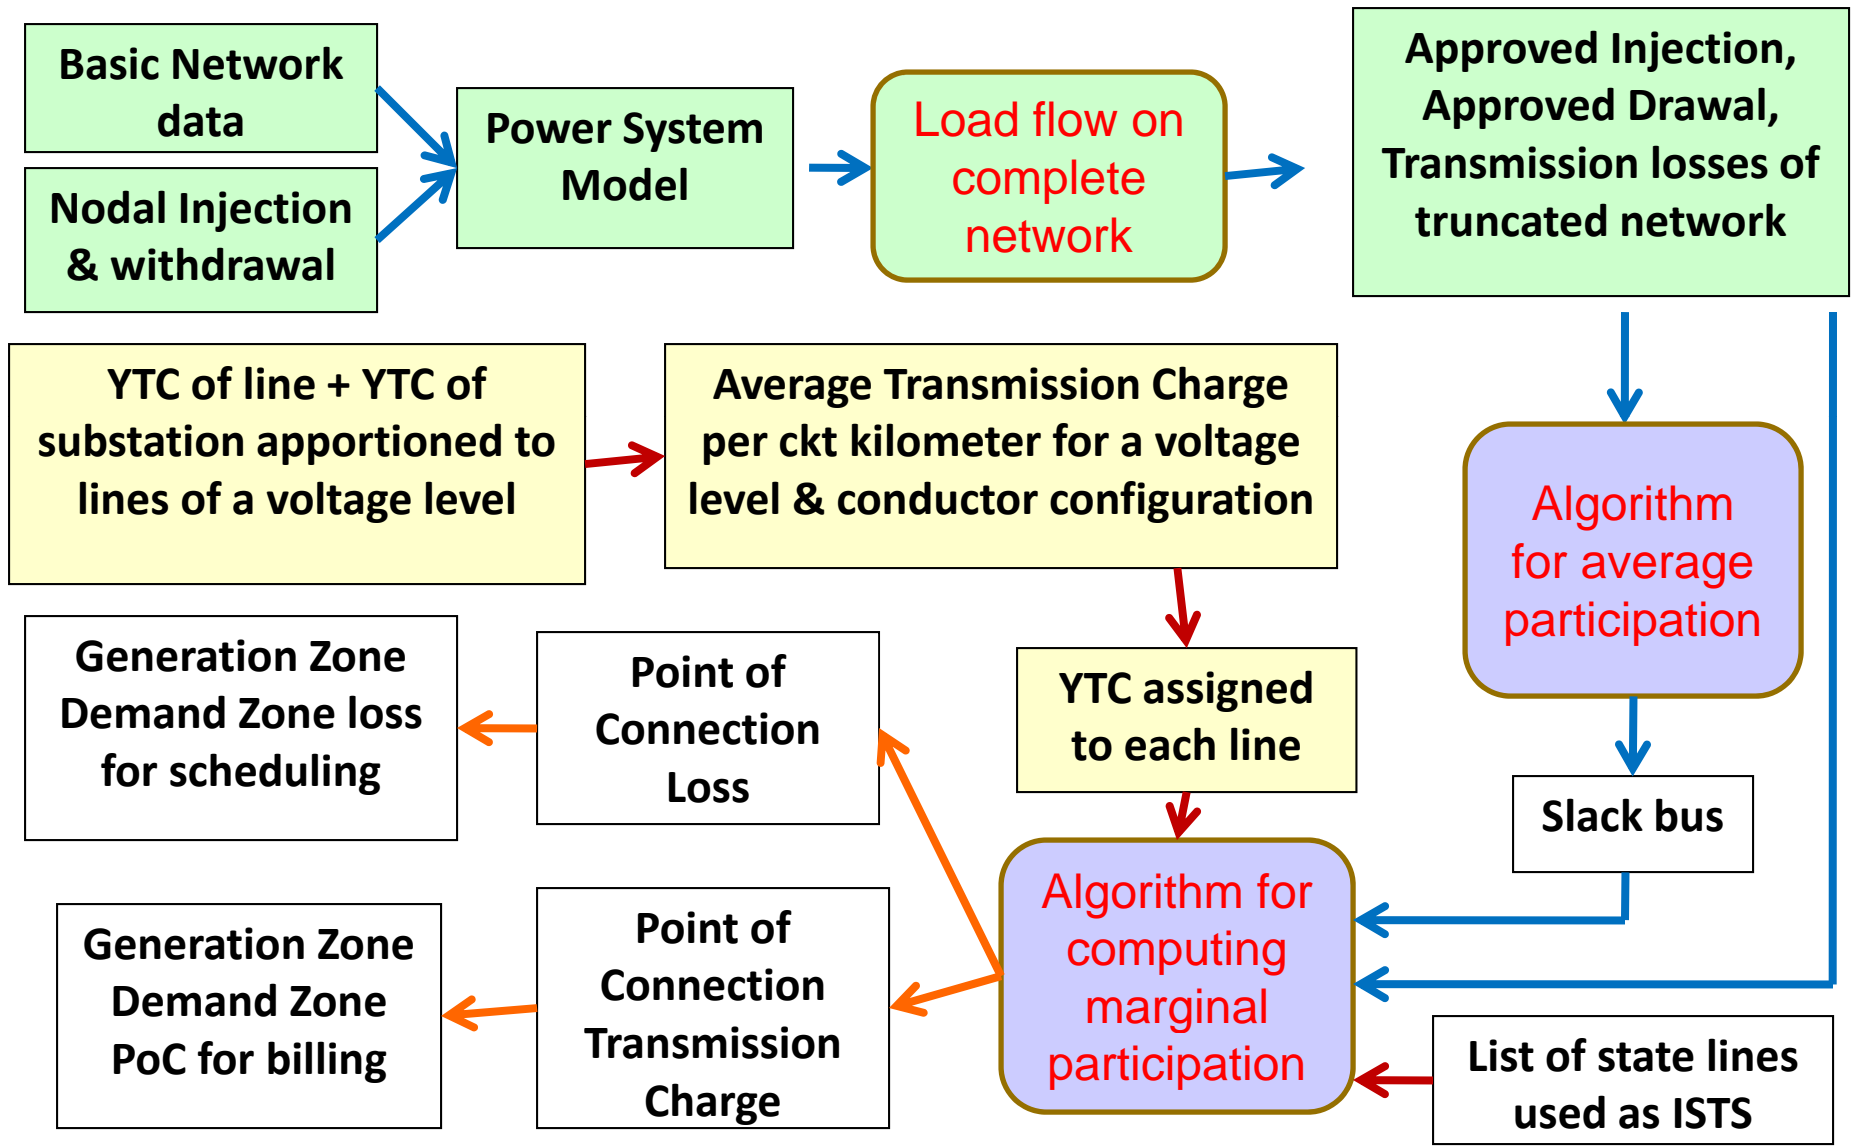 Basic Network
data
Nodal Injection
& withdrawal
Power System
Model
Load flow on
complete
network
Approved Injection,
Approved Drawal,
Transmission losses of
truncated network
YTC of line + YTC of
substation apportioned to
lines of a voltage level
Average Transmission Charge
per ckt kilometer for a voltage
level & conductor configuration
Algorithm
for average
participation
Generation Zone
Demand Zone loss
for scheduling
Point of
Connection
Loss
YTC assigned
to each line
Slack bus
Generation Zone
Demand Zone
PoC for billing
Point of
Connection
Transmission
Charge
Algorithm for
computing
marginal
participation
List of state lines
used as ISTS